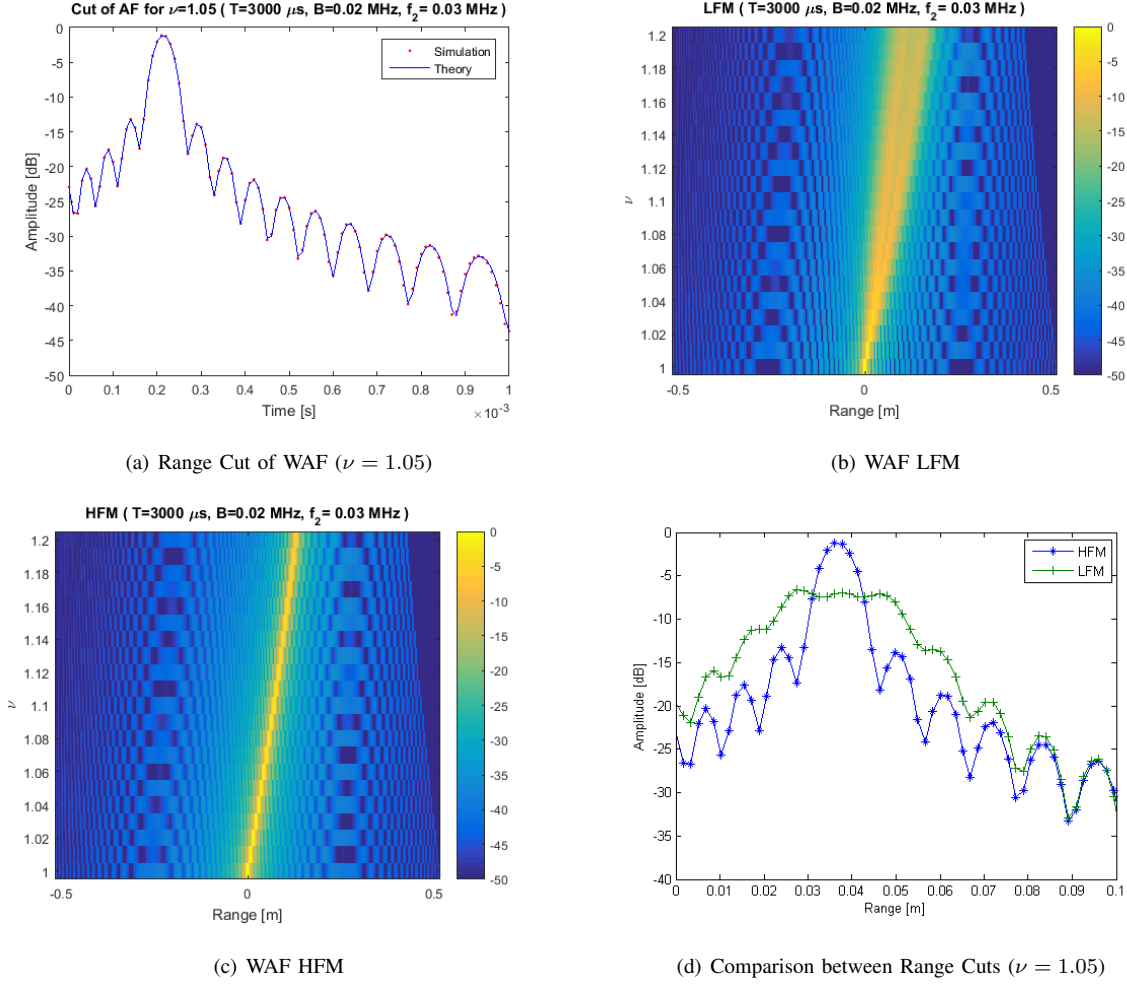 Cut of AF for ν=1.05 ( T=3000 μs, B=0.02 MHz, f₂= 0.03 MHz )
0
-5
-10
-15
-20
-25
-30
-35
-40
-45
-50
Amplitude [dB]
Simulation
Theory
0 0.1 0.2 0.3 0.4 0.5 0.6 0.7 0.8 0.9 1
Time [s]
×10⁻³
(a) Range Cut of WAF (ν = 1.05)
LFM ( T=3000 μs, B=0.02 MHz, f₂= 0.03 MHz )
1.2
1.18
1.16
1.14
1.12
1.1
1.08
1.06
1.04
1.02
1
ν
-0.5 0 0.5
Range [m]
0
-5
-10
-15
-20
-25
-30
-35
-40
-45
-50
(b) WAF LFM
HFM ( T=3000 μs, B=0.02 MHz, f₂= 0.03 MHz )
1.2
1.18
1.16
1.14
1.12
1.1
1.08
1.06
1.04
1.02
1
ν
-0.5 0 0.5
Range [m]
0
-5
-10
-15
-20
-25
-30
-35
-40
-45
-50
(c) WAF HFM
0
-5
-10
-15
-20
-25
-30
-35
-40
Amplitude [dB]
HFM
LFM
0 0.01 0.02 0.03 0.04 0.05 0.06 0.07 0.08 0.09 0.1
Range [m]
(d) Comparison between Range Cuts (ν = 1.05)